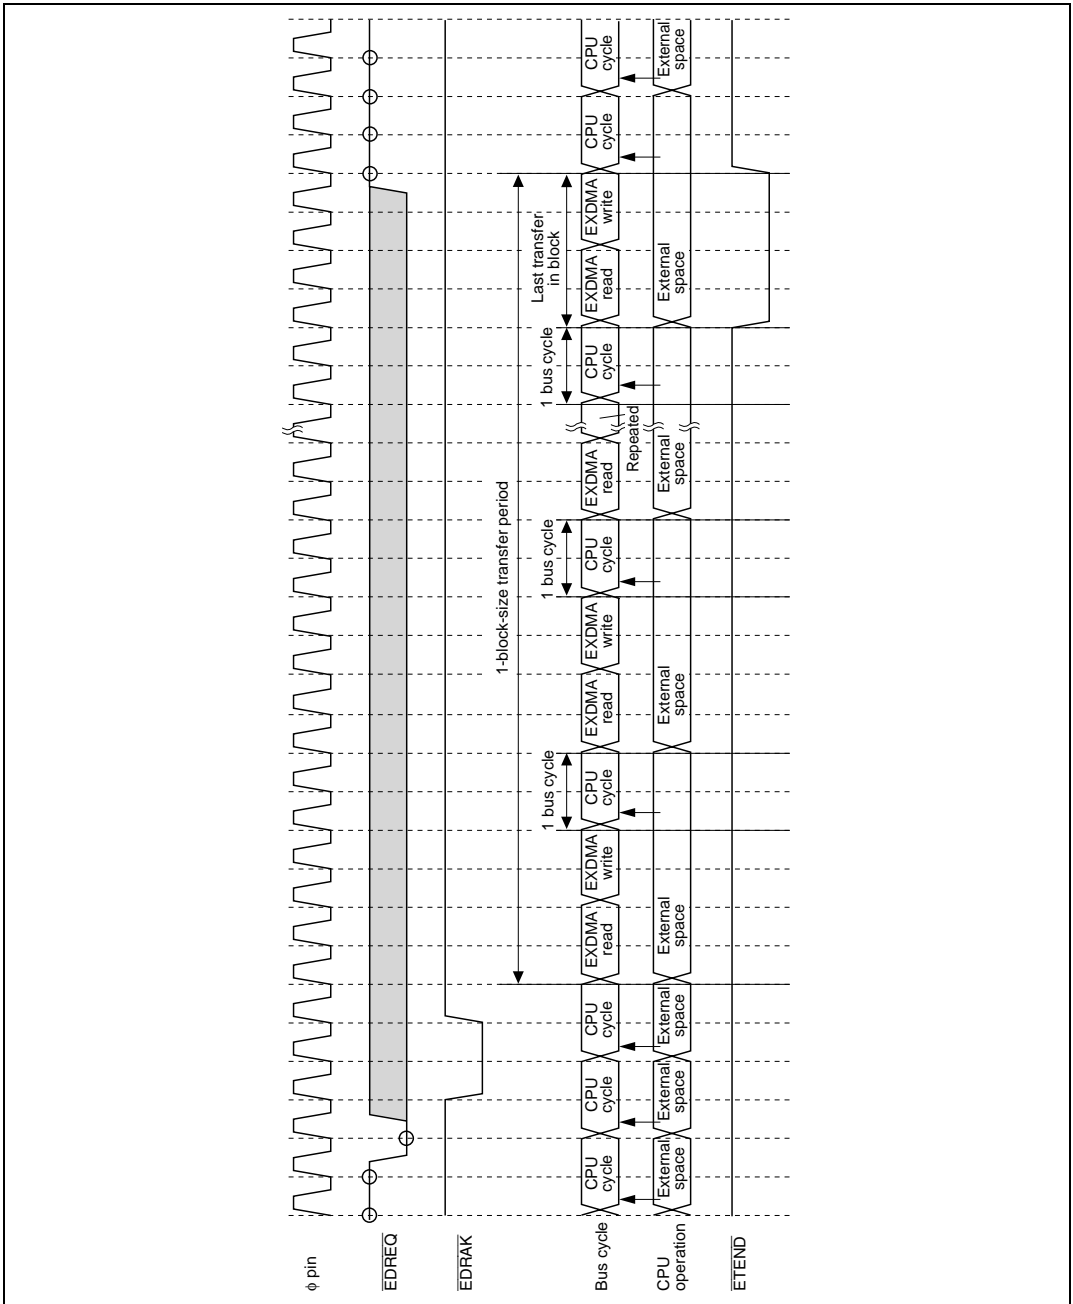 φ pin
EDREQ
EDRAK
1-block-size transfer period
1 bus cycle
1 bus cycle
1 bus cycle
Last transfer
in block
Bus cycle
CPU
cycle
CPU
cycle
CPU
cycle
EXDMA
read
EXDMA
write
CPU
cycle
EXDMA
read
EXDMA
write
CPU
cycle
EXDMA
read
Repeated
CPU
cycle
EXDMA
read
EXDMA
write
CPU
cycle
CPU
cycle
CPU
operation
External
space
External
space
External
space
External
space
External
space
External
space
External
space
External
space
ETEND